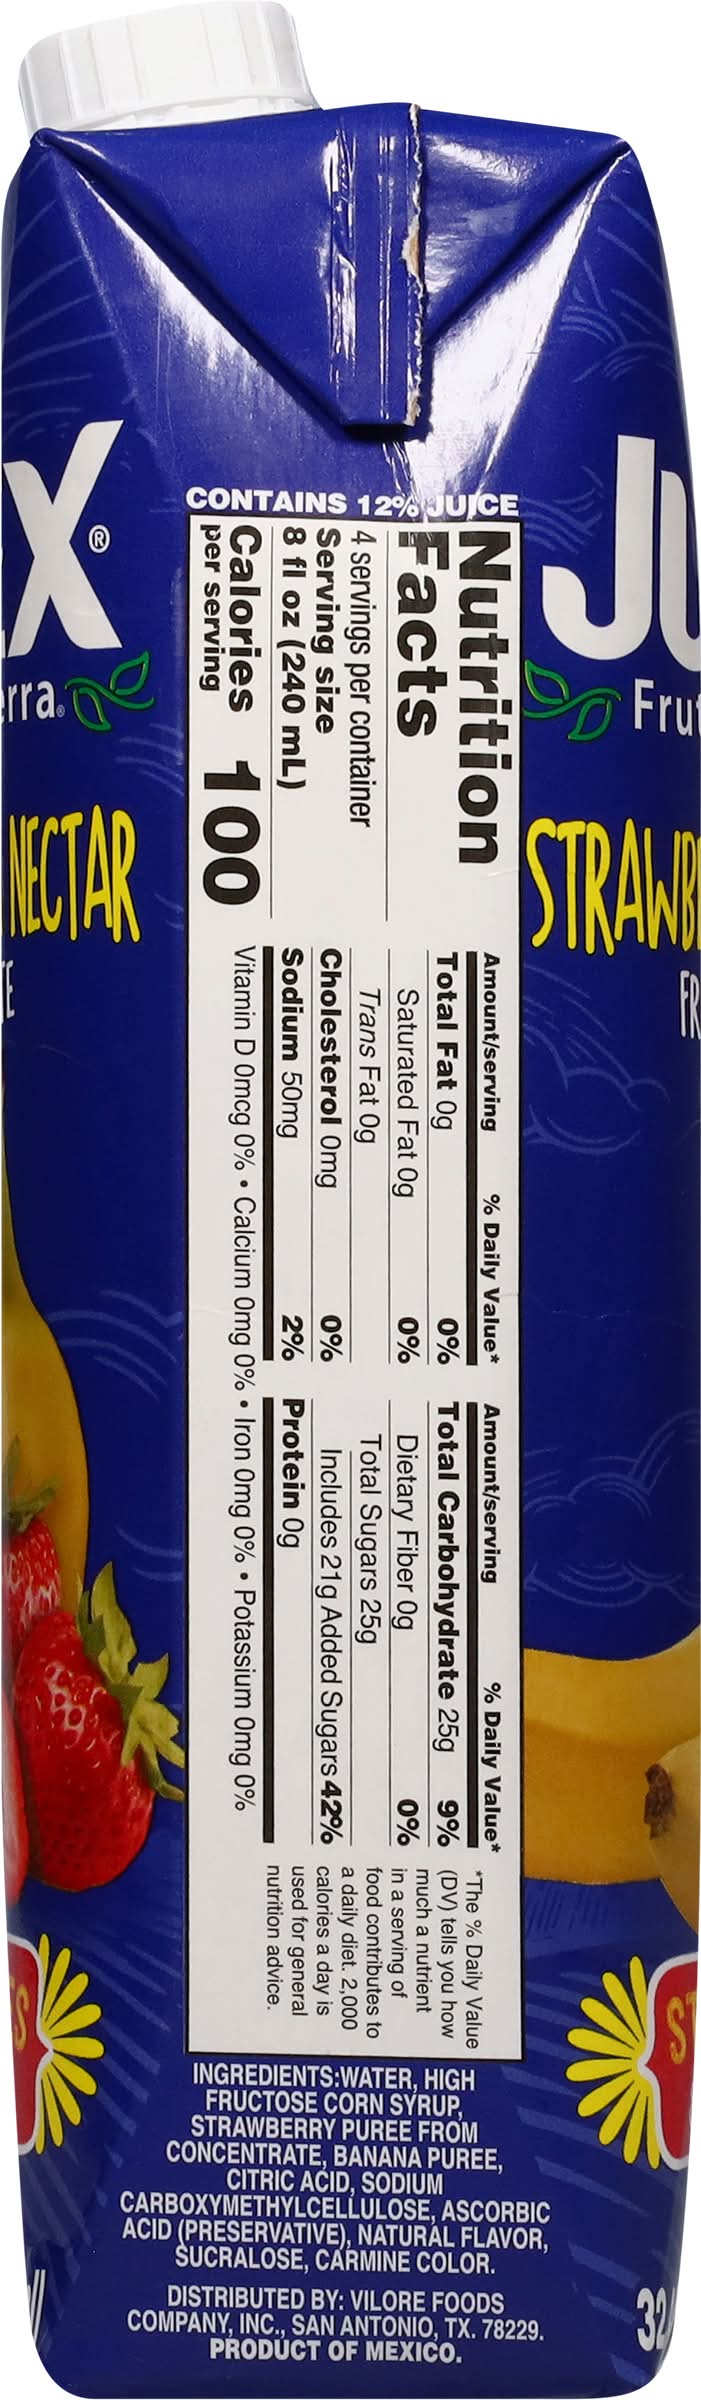 X®
erra®
NECTAR
TE
CONTAINS 12% JUICE
Nutrition
Facts
4 servings per container
Serving size
8 fl oz (240 mL)
Calories 100
per serving
Amount/serving % Daily Value*
Total Fat 0g 0%
Saturated Fat 0g 0%
Trans Fat 0g
Cholesterol 0mg 0%
Sodium 50mg 2%
Amount/serving % Daily Value*
Total Carbohydrate 25g 9%
Dietary Fiber 0g 0%
Total Sugars 25g
Includes 21g Added Sugars 42%
Protein 0g
Vitamin D 0mcg 0% • Calcium 0mg 0% • Iron 0mg 0% • Potassium 0mg 0%
*The % Daily Value
(DV) tells you how
much a nutrient
in a serving of
food contributes to
a daily diet. 2,000
calories a day is
used for general
nutrition advice.
INGREDIENTS:WATER, HIGH
FRUCTOSE CORN SYRUP,
STRAWBERRY PUREE FROM
CONCENTRATE, BANANA PUREE,
CITRIC ACID, SODIUM
CARBOXYMETHYLCELLULOSE, ASCORBIC
ACID (PRESERVATIVE), NATURAL FLAVOR,
SUCRALOSE, CARMINE COLOR.
DISTRIBUTED BY: VILORE FOODS
COMPANY, INC., SAN ANTONIO, TX. 78229.
PRODUCT OF MEXICO.
JU
Frut
STRAWB
FR
ST
32